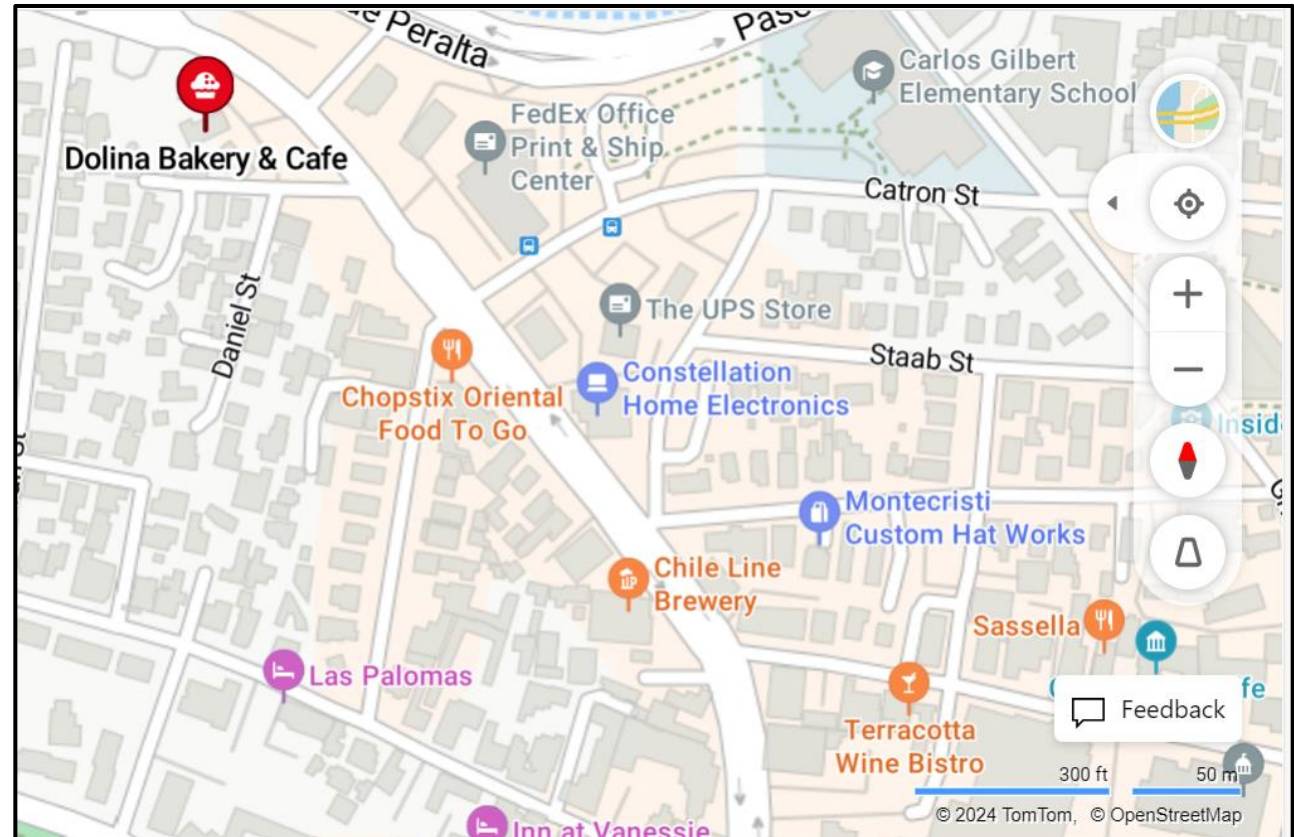 de Peralta
Paseo
Carlos Gilbert
Elementary School
FedEx Office
Print & Ship
Center
Dolina Bakery & Cafe
Catron St
Daniel St
The UPS Store
Staab St
Constellation
Home Electronics
Chopstix Oriental
Food To Go
Insid
Montecristi
Custom Hat Works
Chile Line
Brewery
Sassella
Las Palomas
fe
Feedback
Terracotta
Wine Bistro
300 ft
50 m
© 2024 TomTom, © OpenStreetMap
Inn at Vanessie